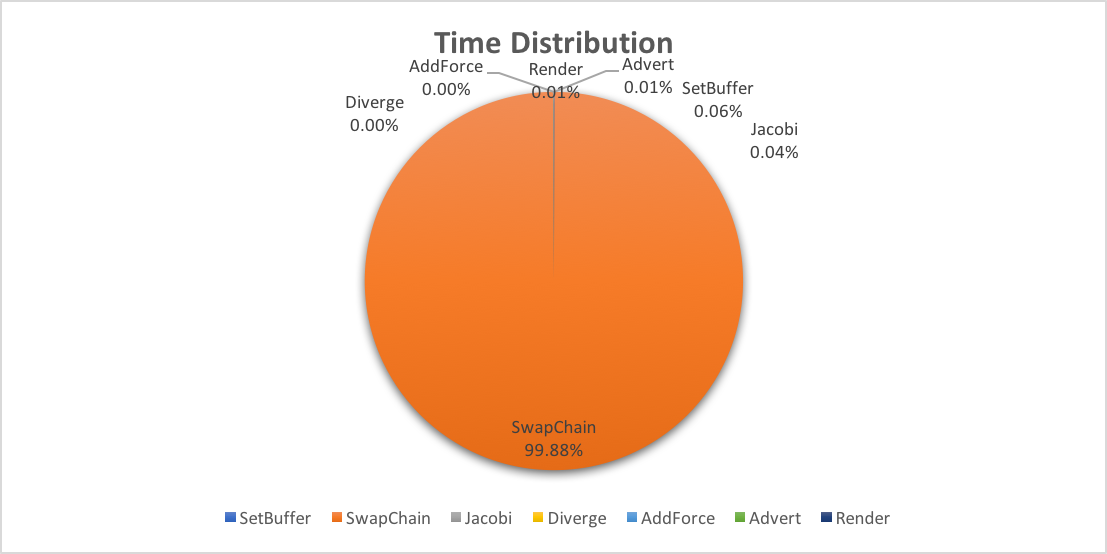 Time Distribution
AddForce
0.00%
Render
0.01%
Advert
0.01%
SetBuffer
0.06%
Diverge
0.00%
Jacobi
0.04%
SwapChain
99.88%
SetBuffer SwapChain Jacobi Diverge AddForce Advert Render